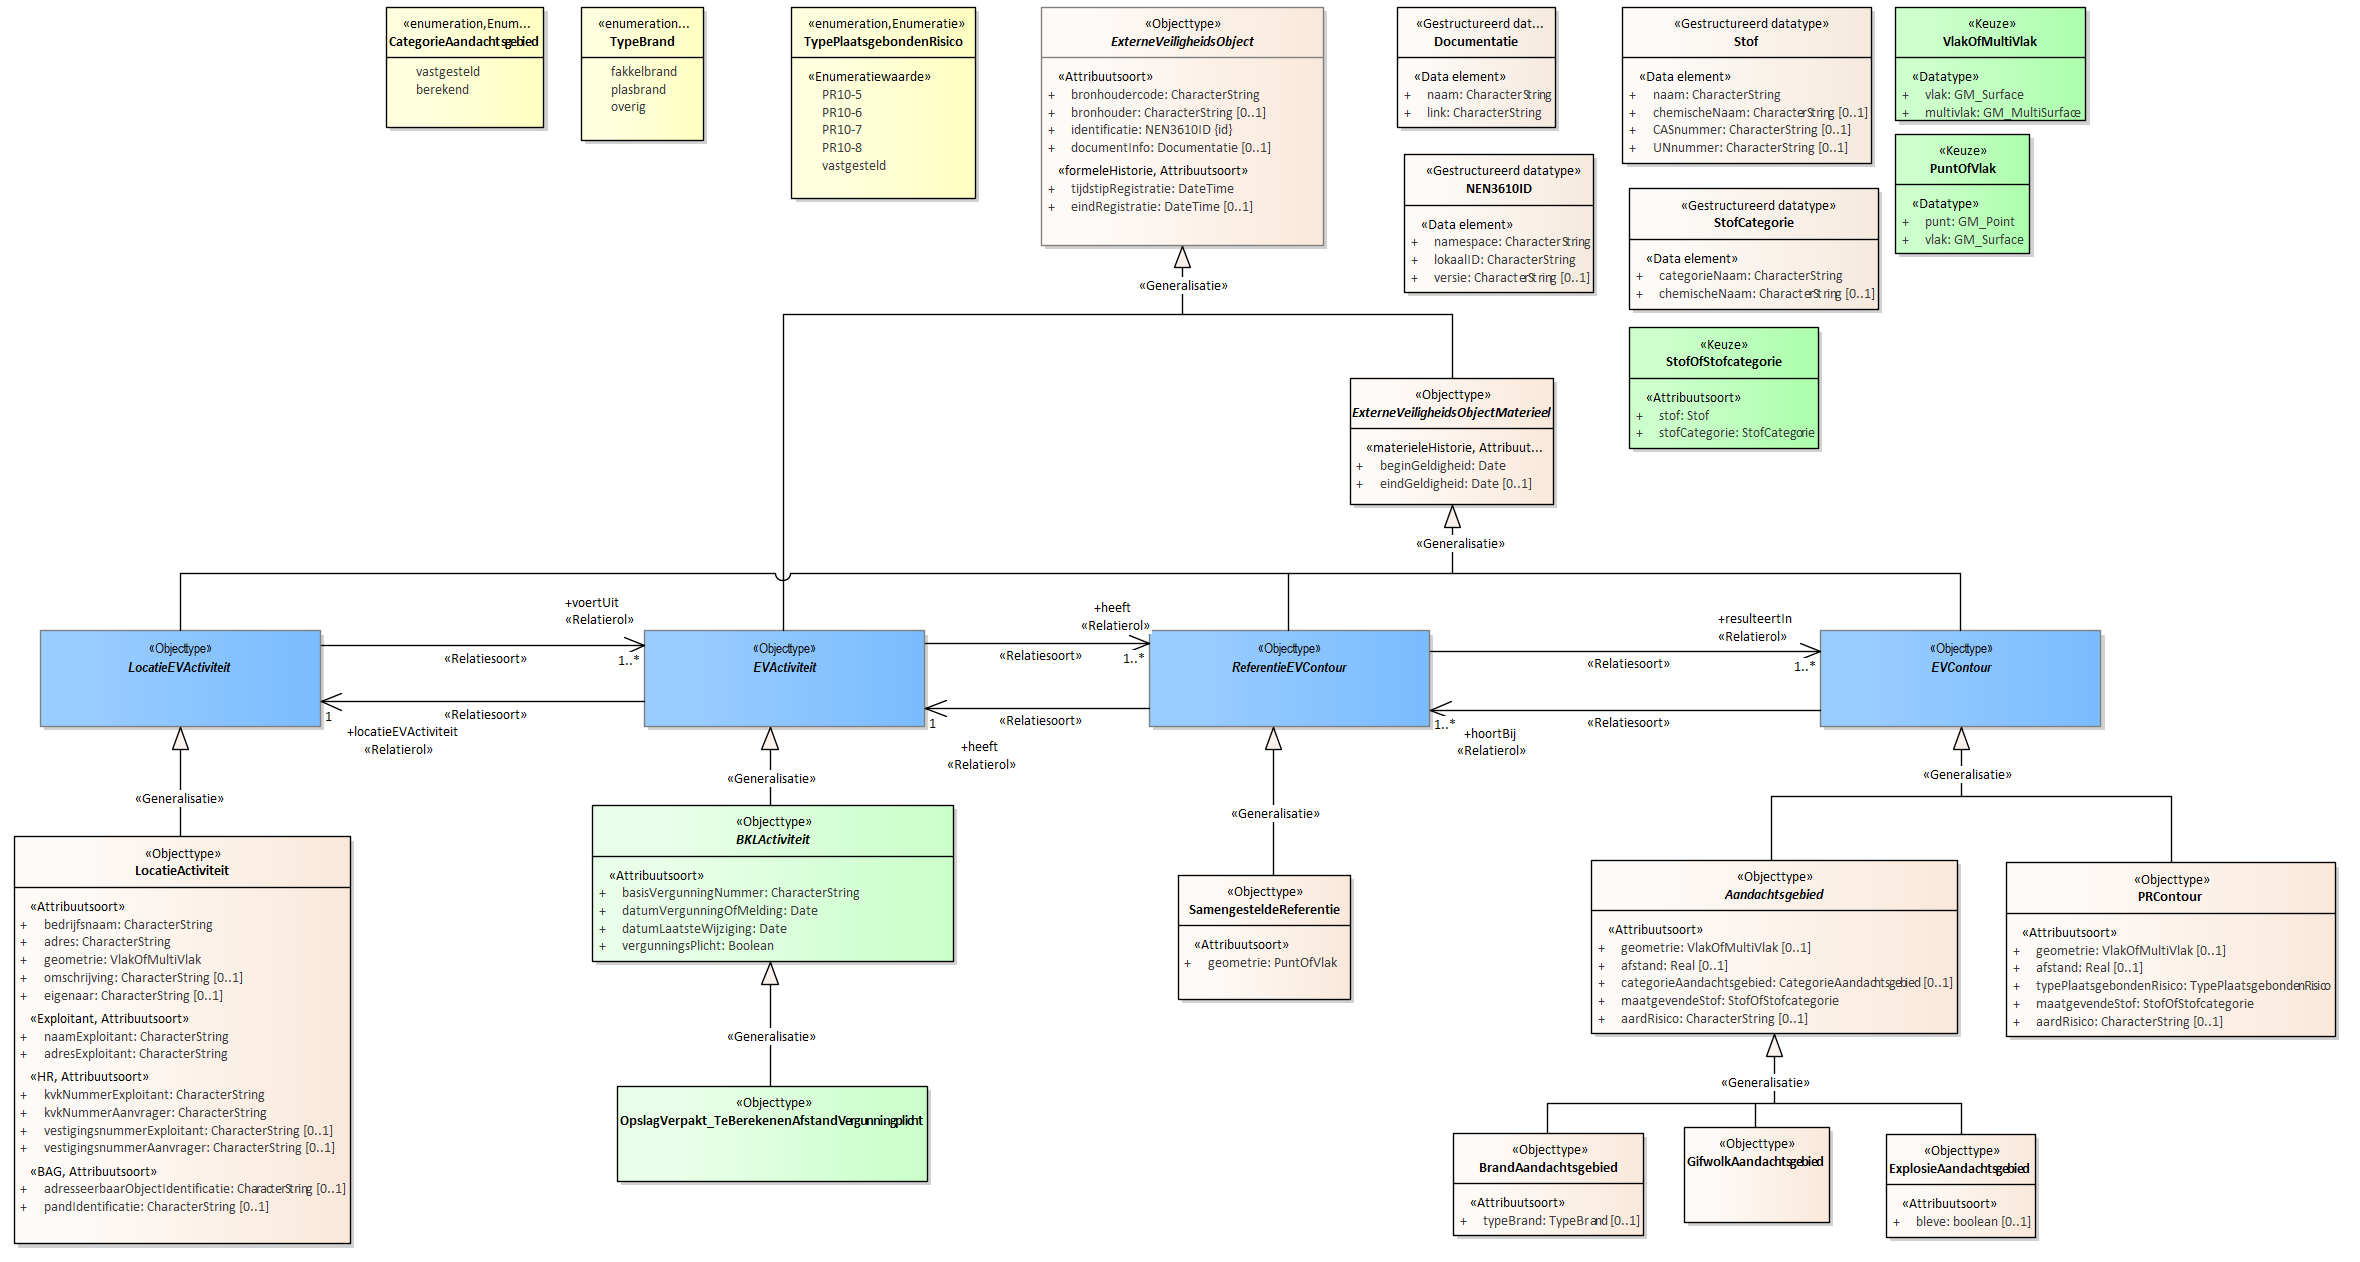 «enumeration,Enum...
CategorieAandachtsgebied
vastgesteld
berekend
«enumeration...
TypeBrand
fakkelbrand
plasbrand
overig
«enumeration,Enumeratie»
TypePlaatsgebondenRisico
«Enumeratiewaarde»
PR10-5
PR10-6
PR10-7
PR10-8
vastgesteld
«Objecttype»
ExterneVeiligheidsObject
«Attribuutsoort»
+ bronhoudercode: CharacterString
+ bronhouder: CharacterString [0..1]
+ identificatie: NEN3610ID {id}
+ documentInfo: Documentatie [0..1]
«formeleHistorie, Attribuutsoort»
+ tijdstipRegistratie: DateTime
+ eindRegistratie: DateTime [0..1]
«Gestructureerd dat...
Documentatie
«Data element»
+ naam: CharacterString
+ link: CharacterString
«Gestructureerd datatype»
NEN3610ID
«Data element»
+ namespace: CharacterString
+ lokaalID: CharacterString
+ versie: CharacterString [0..1]
«Gestructureerd datatype»
Stof
«Data element»
+ naam: CharacterString
+ chemischeNaam: CharacterString [0..1]
+ CASnummer: CharacterString [0..1]
+ UNnummer: CharacterString [0..1]
«Gestructureerd datatype»
StofCategorie
«Data element»
+ categorieNaam: CharacterString
+ chemischeNaam: CharacterString [0..1]
«Keuze»
StofOfStofcategorie
«Attribuutsoort»
+ stof: Stof
+ stofCategorie: StofCategorie
«Keuze»
VlakOfMultiVlak
«Datatype»
+ vlak: GM_Surface
+ multivlak: GM_MultiSurface
«Keuze»
PuntOfVlak
«Datatype»
+ punt: GM_Point
+ vlak: GM_Surface
«Generalisatie»
«Objecttype»
ExterneVeiligheidsObjectMaterieel
«materieleHistorie, Attribuut...
+ beginGeldigheid: Date
+ eindGeldigheid: Date [0..1]
«Generalisatie»
«Objecttype»
LocatieEVActiviteit
+voertUit
«Relatierol»
«Relatiesoort»
1..*
«Relatiesoort»
1
+locatieEVActiviteit
«Relatierol»
«Objecttype»
EVActiviteit
+heeft
«Relatierol»
«Relatiesoort»
1..*
«Relatiesoort»
1
+heeft
«Relatierol»
«Objecttype»
ReferentieEVContour
+resulteertIn
«Relatierol»
«Relatiesoort»
1..*
«Relatiesoort»
1..*
+hoortBij
«Relatierol»
«Objecttype»
EVContour
«Generalisatie»
«Objecttype»
LocatieActiviteit
«Attribuutsoort»
+ bedrijfsnaam: CharacterString
+ adres: CharacterString
+ geometrie: VlakOfMultiVlak
+ omschrijving: CharacterString [0..1]
+ eigenaar: CharacterString [0..1]
«Exploitant, Attribuutsoort»
+ naamExploitant: CharacterString
+ adresExploitant: CharacterString
«HR, Attribuutsoort»
+ kvkNummerExploitant: CharacterString
+ kvkNummerAanvrager: CharacterString
+ vestigingsnummerExploitant: CharacterString [0..1]
+ vestigingsnummerAanvrager: CharacterString [0..1]
«BAG, Attribuutsoort»
+ adresseerbaarObjectIdentificatie: CharacterString [0..1]
+ pandIdentificatie: CharacterString [0..1]
«Generalisatie»
«Objecttype»
BKLActiviteit
«Attribuutsoort»
+ basisVergunningNummer: CharacterString
+ datumVergunningOfMelding: Date
+ datumLaatsteWijziging: Date
+ vergunningsPlicht: Boolean
«Generalisatie»
«Objecttype»
OpslagVerpakt_TeBerekenenAfstandVergunningplicht
«Generalisatie»
«Objecttype»
SamengesteldeReferentie
«Attribuutsoort»
+ geometrie: PuntOfVlak
«Generalisatie»
«Objecttype»
Aandachtsgebied
«Attribuutsoort»
+ geometrie: VlakOfMultiVlak [0..1]
+ afstand: Real [0..1]
+ categorieAandachtsgebied: CategorieAandachtsgebied [0..1]
+ maatgevendeStof: StofOfStofcategorie
+ aardRisico: CharacterString [0..1]
«Objecttype»
PRContour
«Attribuutsoort»
+ geometrie: VlakOfMultiVlak [0..1]
+ afstand: Real [0..1]
+ typePlaatsgebondenRisico: TypePlaatsgebondenRisico
+ maatgevendeStof: StofOfStofcategorie
+ aardRisico: CharacterString [0..1]
«Generalisatie»
«Objecttype»
BrandAandachtsgebied
«Attribuutsoort»
+ typeBrand: TypeBrand [0..1]
«Objecttype»
GifwolkAandachtsgebied
«Objecttype»
ExplosieAandachtsgebied
«Attribuutsoort»
+ bleve: boolean [0..1]